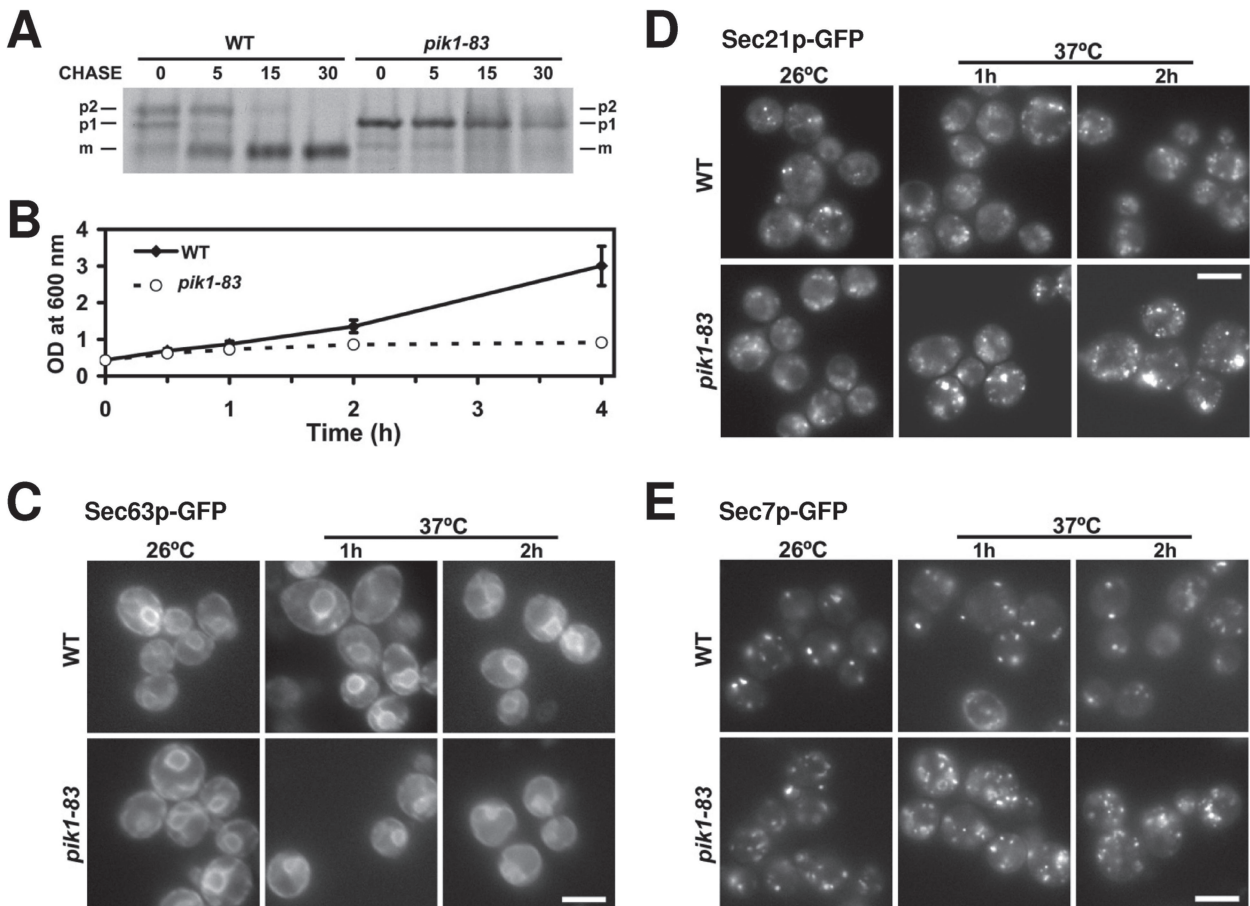 A
WT pik1-83
CHASE 0 5 15 30 0 5 15 30
p2 p2
p1 p1
m m
B
OD at 600 nm
4
3
2
1
0
WT
pik1-83
0 1 2 3 4
Time (h)
C
Sec63p-GFP
37ºC
26ºC 1h 2h
WT
pik1-83
D
Sec21p-GFP
37ºC
26ºC 1h 2h
WT
pik1-83
E
Sec7p-GFP
37ºC
26ºC 1h 2h
WT
pik1-83